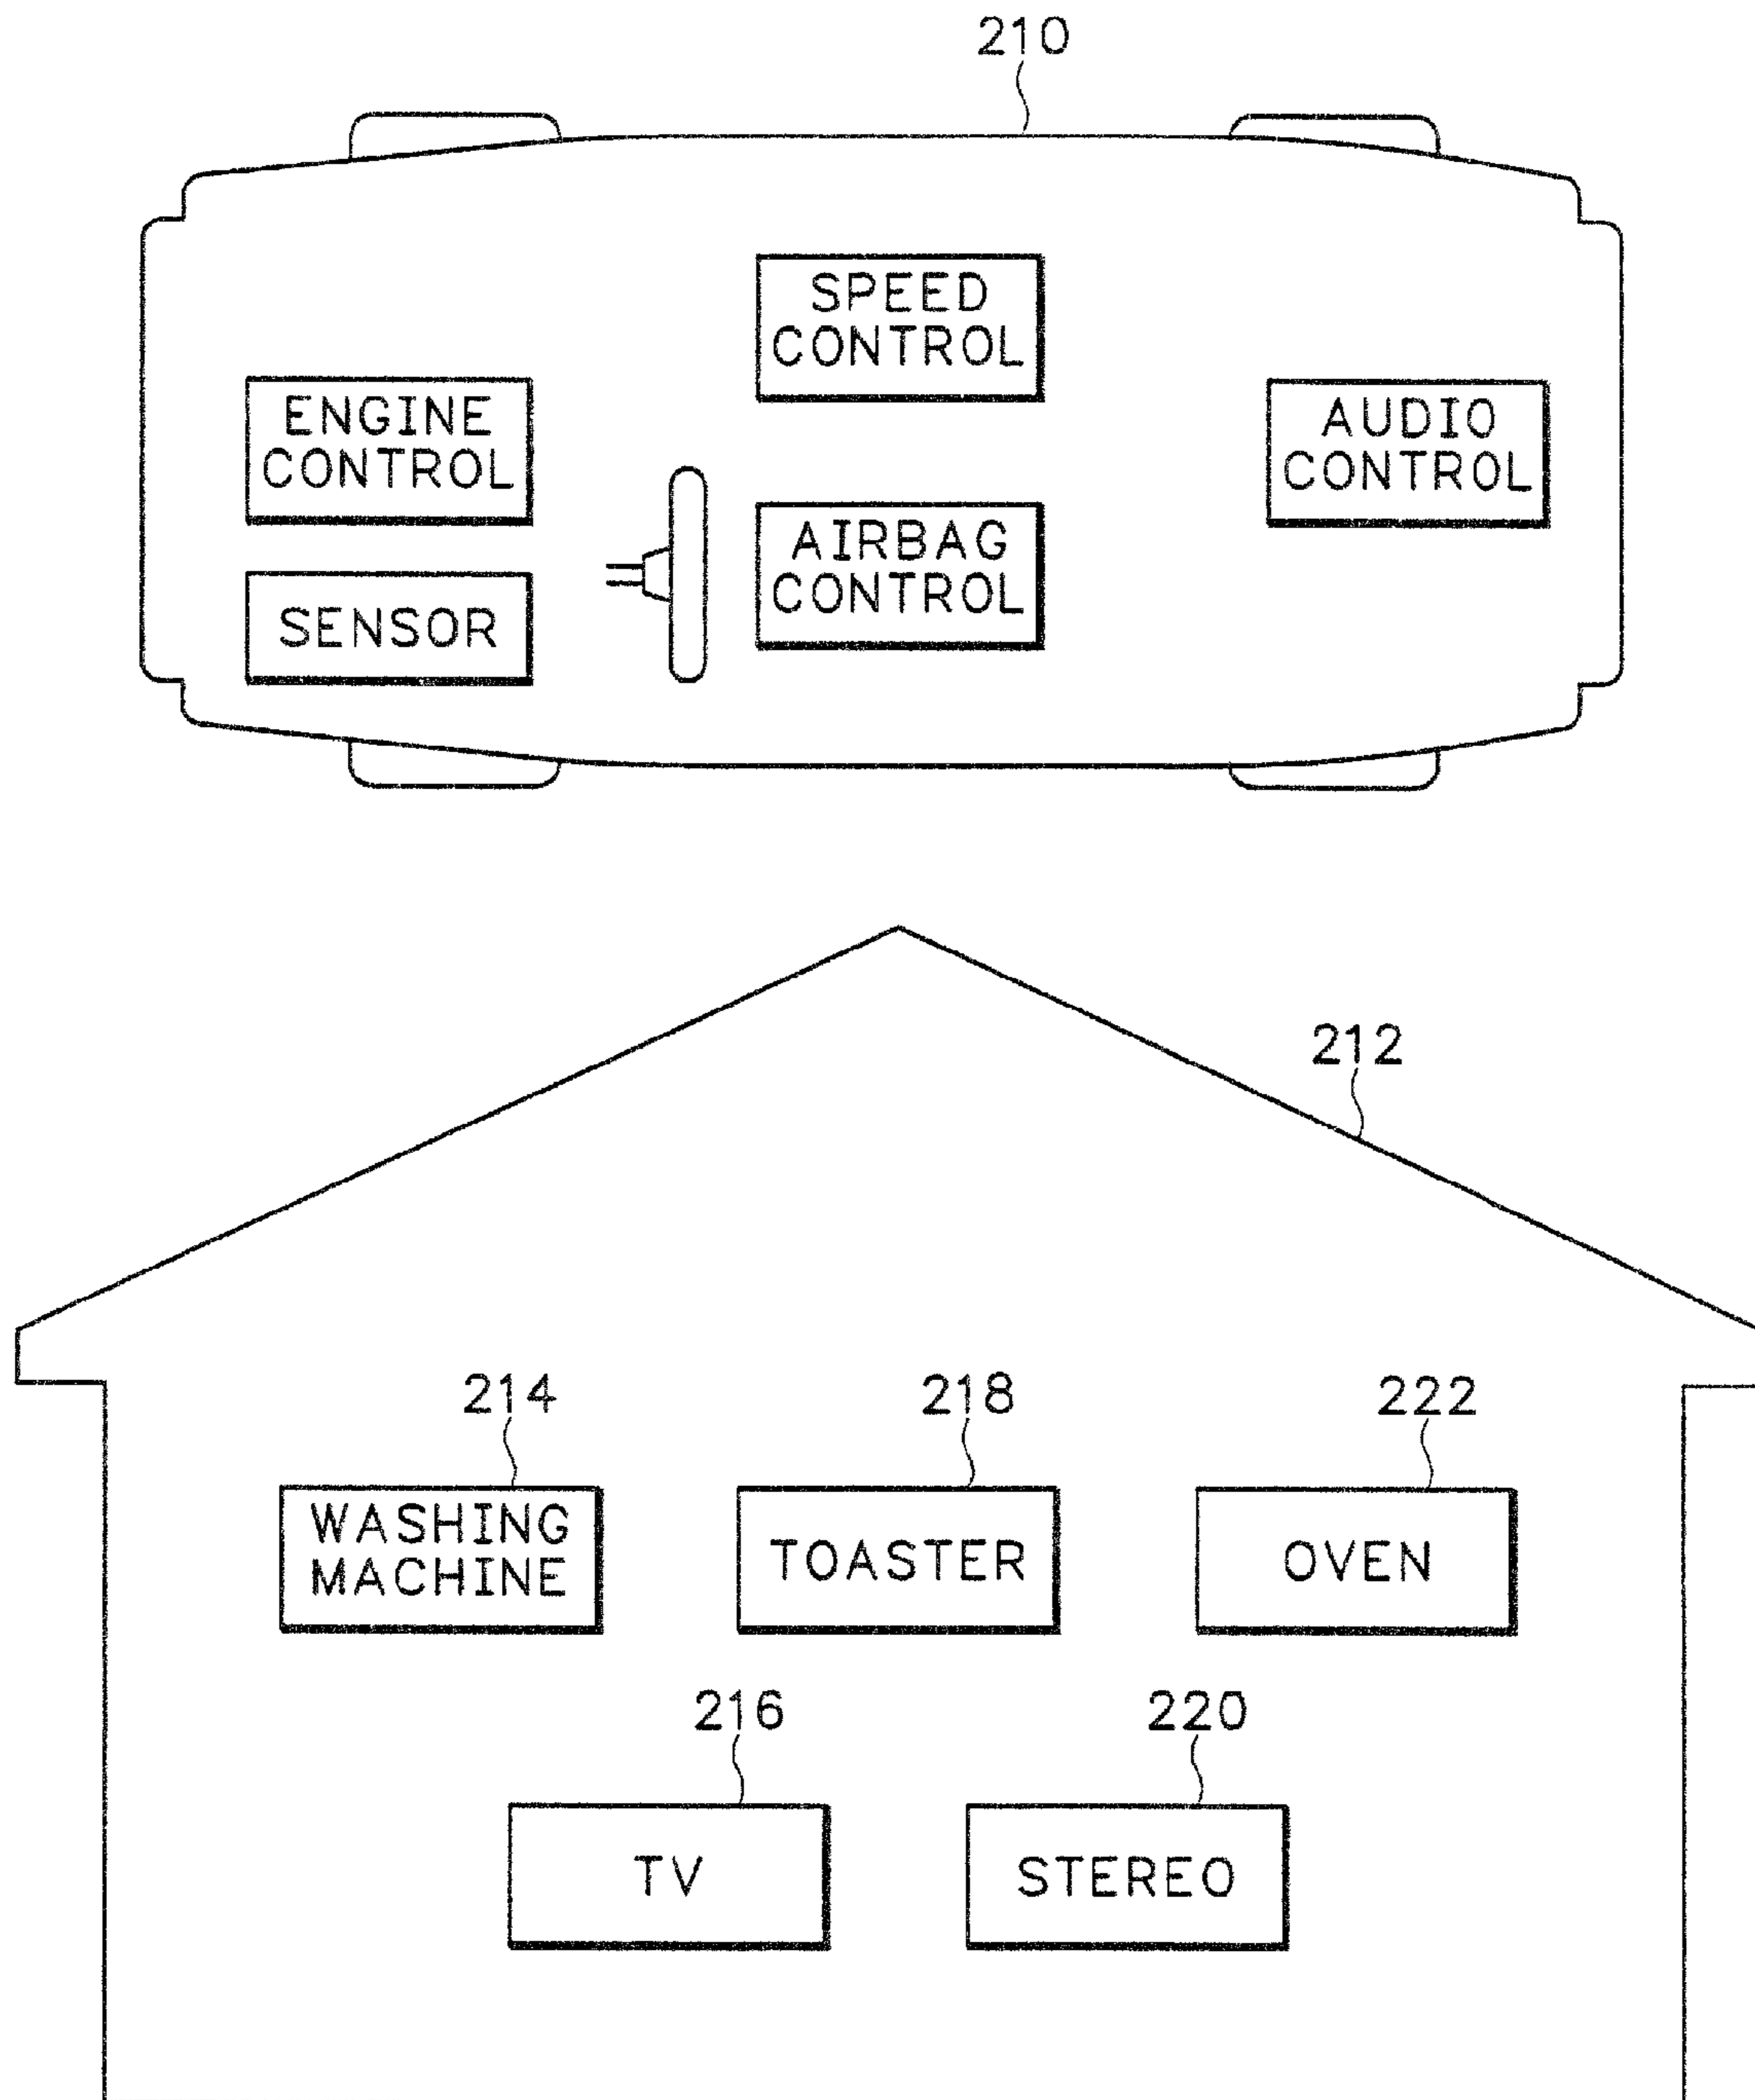 210
SPEED
CONTROL
ENGINE
CONTROL
AUDIO
CONTROL
AIRBAG
CONTROL
SENSOR
212
214
218
222
WASHING
MACHINE
TOASTER
OVEN
216
220
TV
STEREO